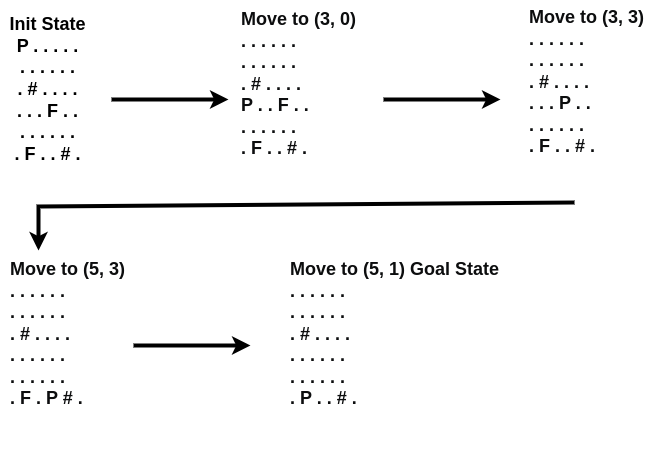 Init State
P . . . . .
. . . . . .
. # . . . .
. . . F . .
. . . . . .
. F . . # .
Move to (3, 0)
. . . . . .
. . . . . .
. # . . . .
P . . F . .
. . . . . .
. F . . # .
Move to (3, 3)
. . . . . .
. . . . . .
. # . . . .
. . . P . .
. . . . . .
. F . . # .
Move to (5, 3)
. . . . . .
. . . . . .
. # . . . .
. . . . . .
. . . . . .
. F . P # .
Move to (5, 1) Goal State
. . . . . .
. . . . . .
. # . . . .
. . . . . .
. . . . . .
. P . . # .